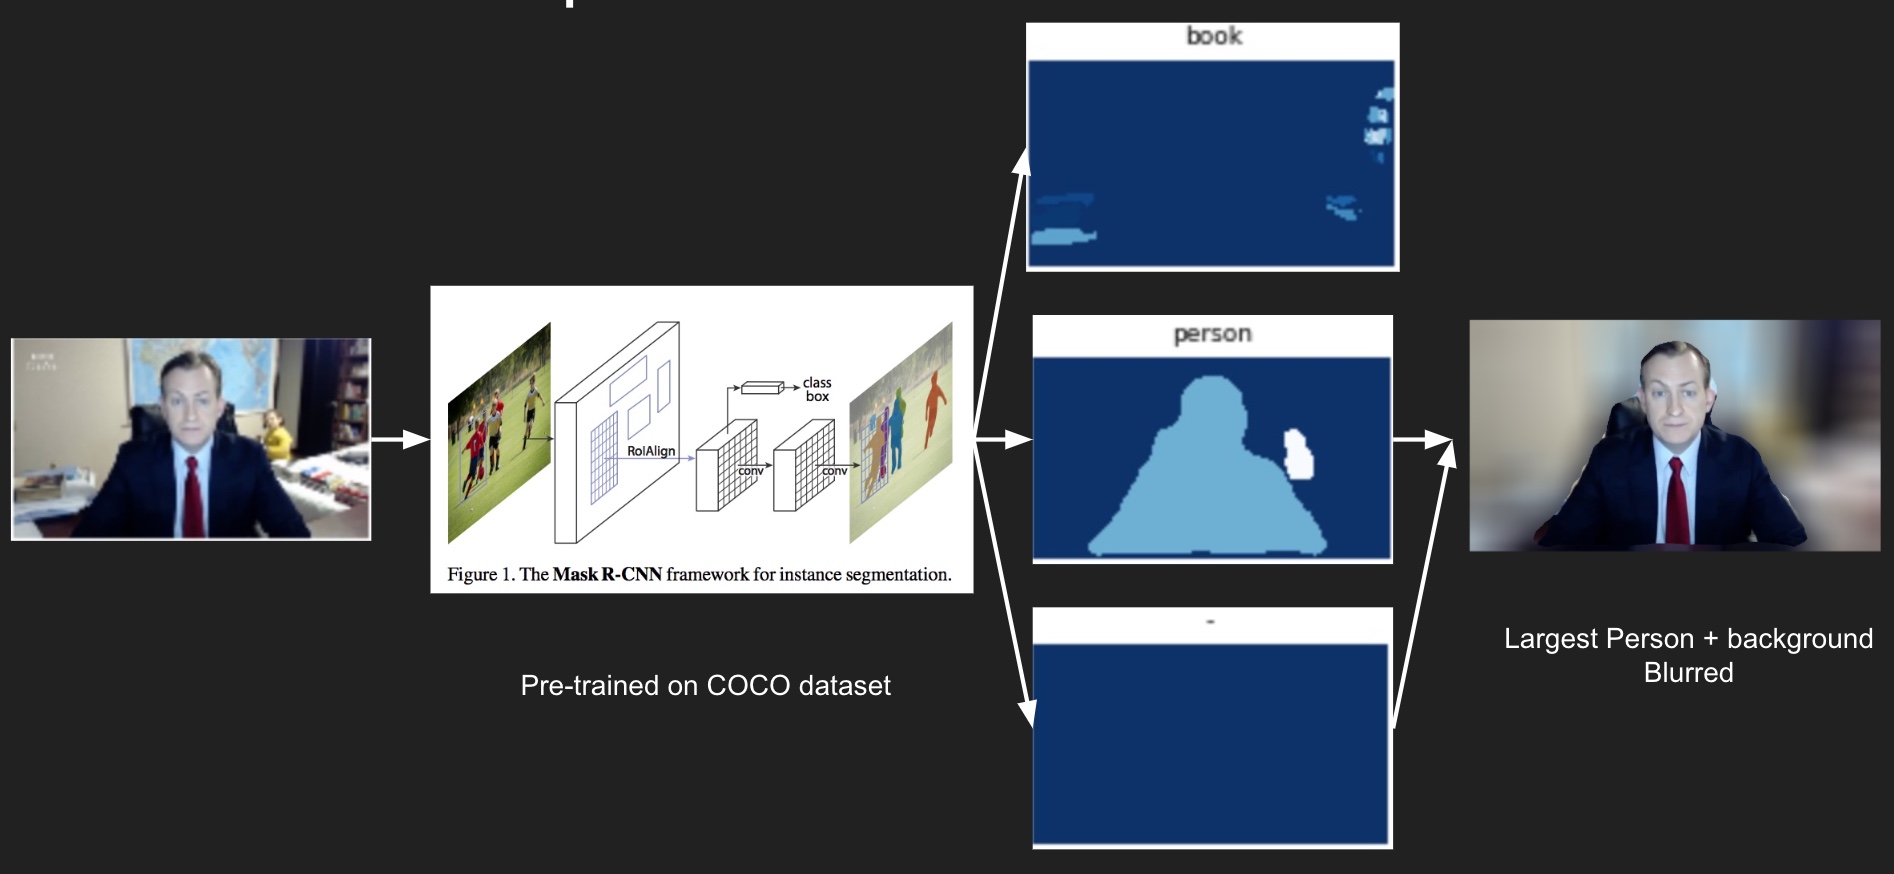 book
RoIAlign
class
box
conv
conv
Figure 1. The Mask R-CNN framework for instance segmentation.
person
-
Pre-trained on COCO dataset
Largest Person + background
Blurred